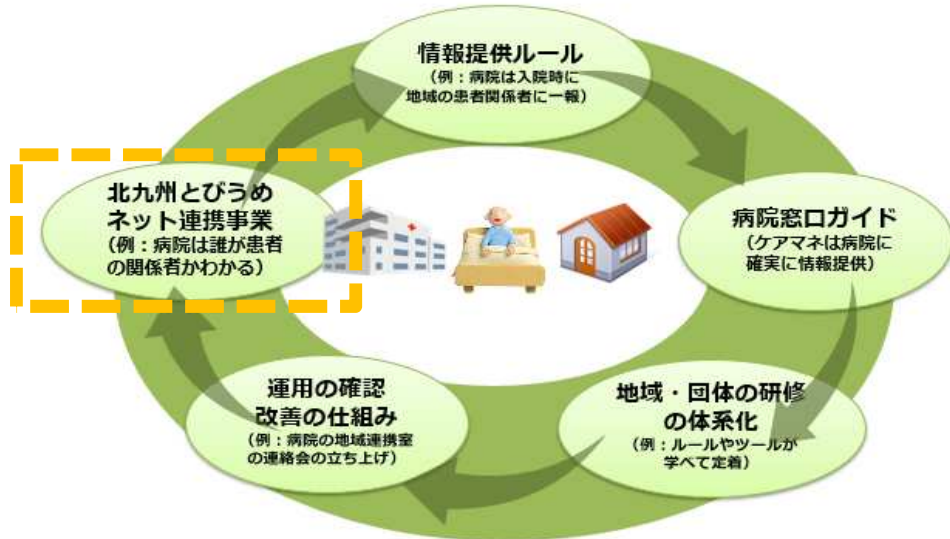 情報提供ルール
（例：病院は入院時に
地域の患者関係者に一報）
北九州とびうめ
ネット連携事業
（例：病院は誰が患者
の関係者かわかる）
病院窓口ガイド
（ケアマネは病院に
確実に情報提供）
運用の確認
改善の仕組み
（例：病院の地域連携室
の連絡会の立ち上げ）
地域・団体の研修
の体系化
（例：ルールやツールが
学べて定着）